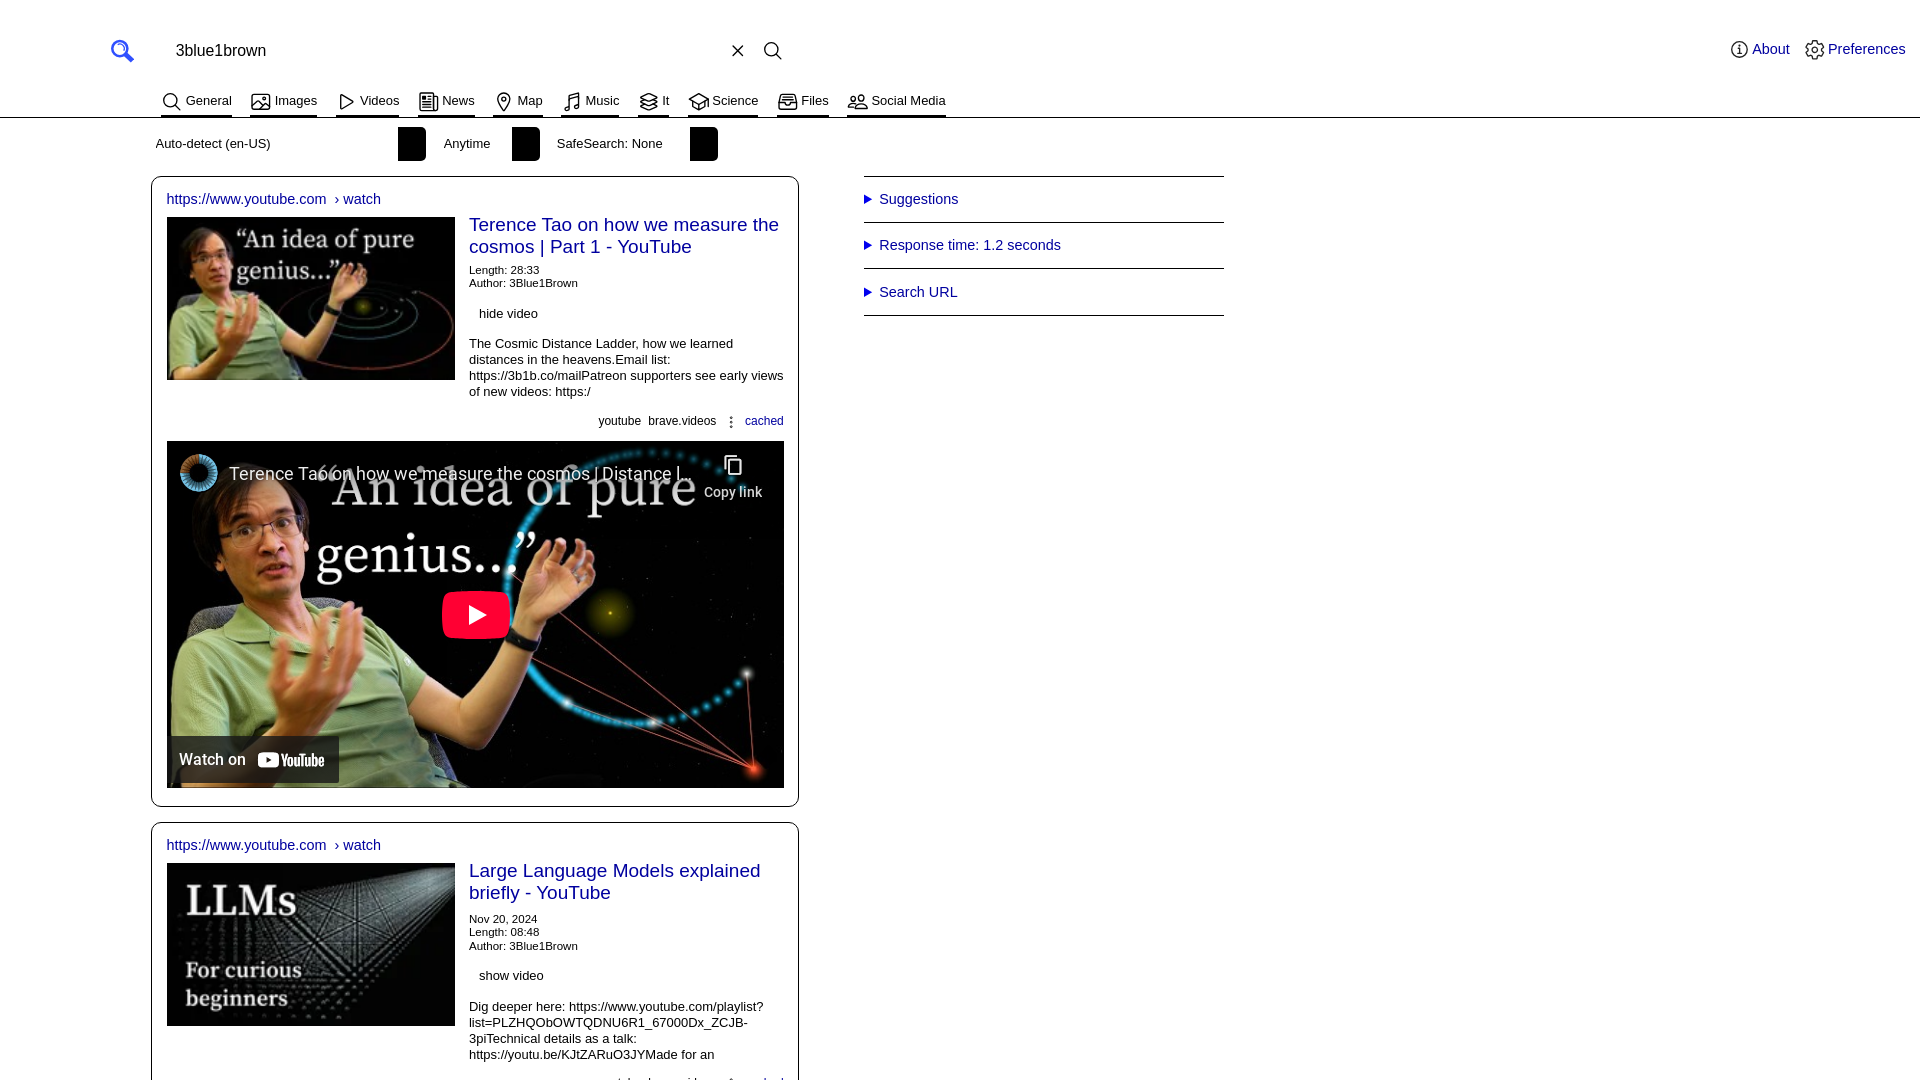 3blue1brown
About
Preferences
General
Images
Videos
News
Map
Music
It
Science
Files
Social Media
Auto-detect (en-US)
Anytime
SafeSearch: None
https://www.youtube.com › watch
“An idea of pure
genius…”
Terence Tao on how we measure the
cosmos | Part 1 - YouTube
Length: 28:33
Author: 3Blue1Brown
hide video
The Cosmic Distance Ladder, how we learned
distances in the heavens.Email list:
https://3b1b.co/mailPatreon supporters see early views
of new videos: https:/
youtube brave.videos cached
Terence Tao on how we measure the cosmos | Distance l…
Copy link
“An idea of pure
genius…”
Watch on YouTube
https://www.youtube.com › watch
LLMs
For curious
beginners
Large Language Models explained
briefly - YouTube
Nov 20, 2024
Length: 08:48
Author: 3Blue1Brown
show video
Dig deeper here: https://www.youtube.com/playlist?
list=PLZHQObOWTQDNU6R1_67000Dx_ZCJB-
3piTechnical details as a talk:
https://youtu.be/KJtZARuO3JYMade for an
Suggestions
Response time: 1.2 seconds
Search URL